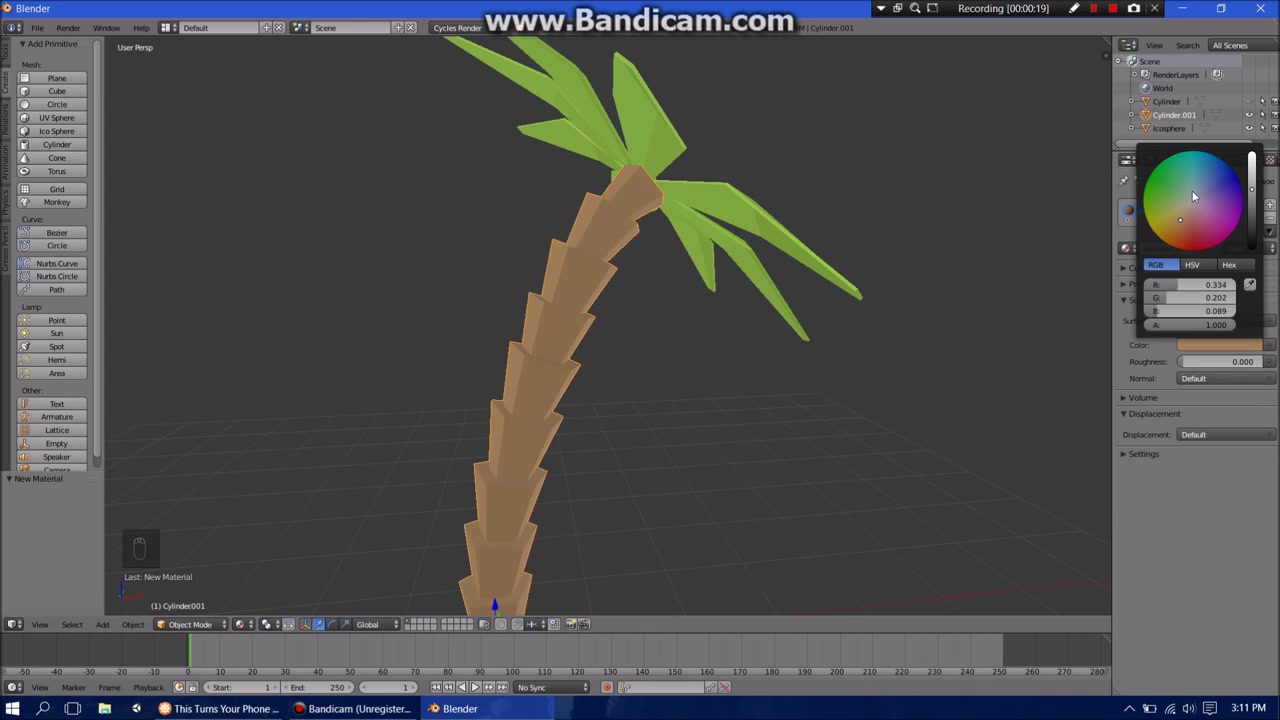 Blender
www.Bandicam.com
Recording [00:00:19]
File Render Window Help Default Scene Cycles Render | Cylinder.001
View Search All Scenes
Add Primitive
User Persp
Mesh:
Plane
Cube
Circle
UV Sphere
Ico Sphere
Cylinder
Cone
Torus
Grid
Monkey
Curve:
Bezier
Circle
Nurbs Curve
Nurbs Circle
Path
Lamp:
Point
Sun
Spot
Hemi
Area
Other:
Text
Armature
Lattice
Empty
Speaker
Camera
Create
Relations
Animation
Physics
Grease Pencil
New Material
Last: New Material
(1) Cylinder.001
Scene
RenderLayers
World
Cylinder
Cylinder.001
Icosphere
RGB HSV Hex
R: 0.334
G: 0.202
B: 0.089
A: 1.000
Color:
Roughness: 0.000
Normal: Default
Volume
Displacement
Displacement: Default
Settings
View Select Add Object Object Mode Global
-50 -40 -30 -20 -10 0 10 20 30 40 50 60 70 80 90 100 110 120 130 140 150 160 170 180 190 200 210 220 230 240 250 260 270 280
View Marker Frame Playback Start: 1 End: 250 1 No Sync
This Turns Your Phone ... Bandicam (Unregister... Blender 3:11 PM